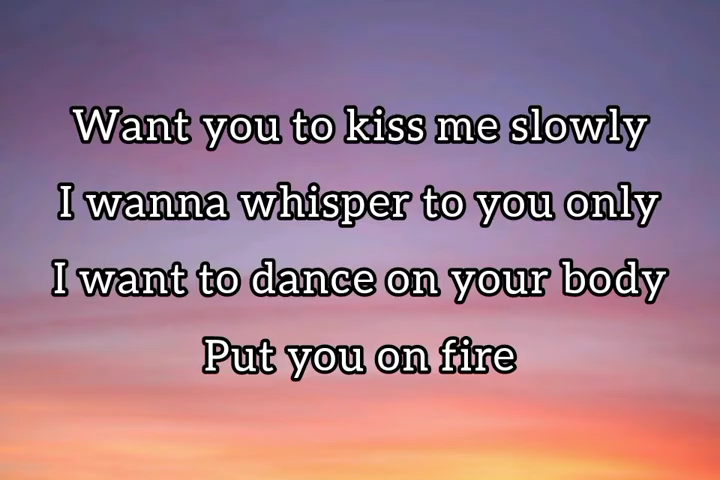 Want you to kiss me slowly
I wanna whisper to you only
I want to dance on your body
Put you on fire